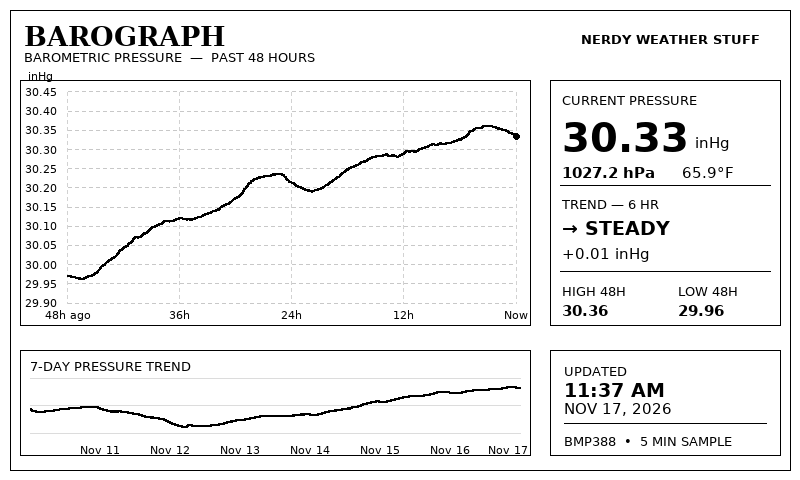 BAROGRAPH
BAROMETRIC PRESSURE — PAST 48 HOURS
NERDY WEATHER STUFF
inHg
30.45
30.40
30.35
30.30
30.25
30.20
30.15
30.10
30.05
30.00
29.95
29.90
48h ago 36h 24h 12h Now
CURRENT PRESSURE
30.33 inHg
1027.2 hPa 65.9°F
TREND — 6 HR
→ STEADY
+0.01 inHg
HIGH 48H LOW 48H
30.36 29.96
7-DAY PRESSURE TREND
Nov 11 Nov 12 Nov 13 Nov 14 Nov 15 Nov 16 Nov 17
UPDATED
11:37 AM
NOV 17, 2026
BMP388 • 5 MIN SAMPLE